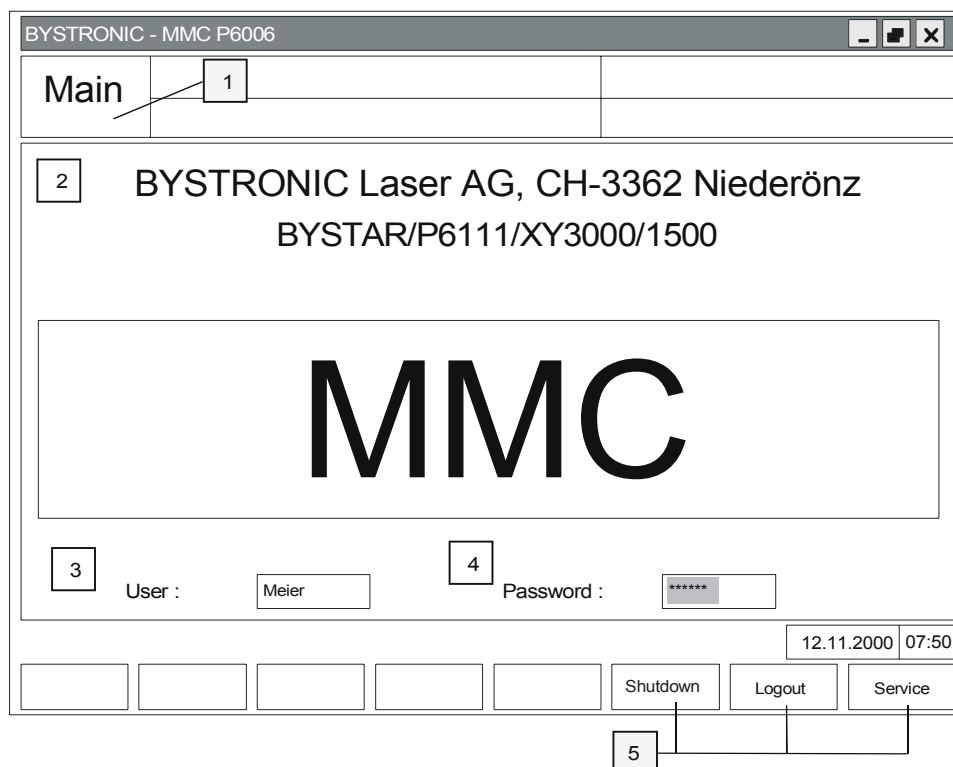 BYSTRONIC - MMC P6006
Main
1
2
BYSTRONIC Laser AG, CH-3362 Niederönz
BYSTAR/P6111/XY3000/1500
MMC
3
4
User : Meier Password : ******
12.11.2000 07:50
Shutdown Logout Service
5